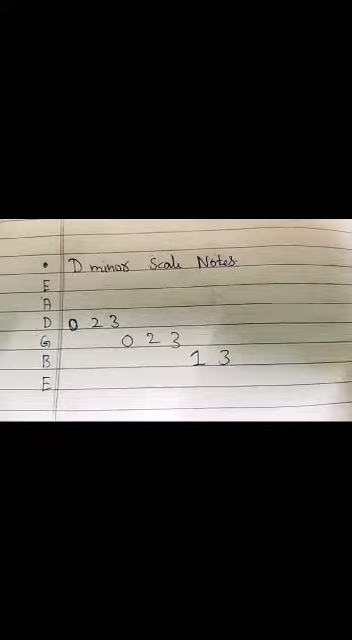 • D minor Scale Notes.
E
A
D 0 2 3
G 0 2 3
B 1 3
E